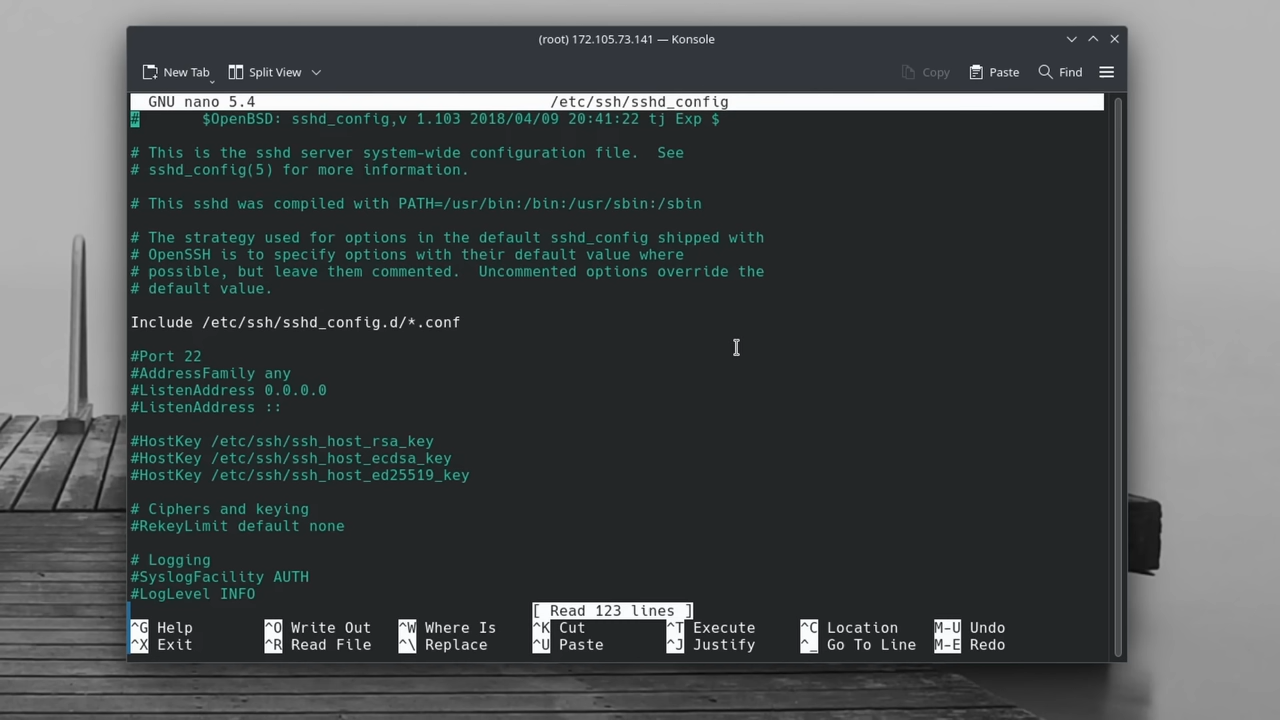 (root) 172.105.73.141 — Konsole
New Tab Split View Copy Paste Find
GNU nano 5.4 /etc/ssh/sshd_config
# $OpenBSD: sshd_config,v 1.103 2018/04/09 20:41:22 tj Exp $
# This is the sshd server system-wide configuration file. See
# sshd_config(5) for more information.
# This sshd was compiled with PATH=/usr/bin:/bin:/usr/sbin:/sbin
# The strategy used for options in the default sshd_config shipped with
# OpenSSH is to specify options with their default value where
# possible, but leave them commented. Uncommented options override the
# default value.
Include /etc/ssh/sshd_config.d/*.conf
#Port 22
#AddressFamily any
#ListenAddress 0.0.0.0
#ListenAddress ::
#HostKey /etc/ssh/ssh_host_rsa_key
#HostKey /etc/ssh/ssh_host_ecdsa_key
#HostKey /etc/ssh/ssh_host_ed25519_key
# Ciphers and keying
#RekeyLimit default none
# Logging
#SyslogFacility AUTH
#LogLevel INFO
[ Read 123 lines ]
^G Help ^O Write Out ^W Where Is ^K Cut ^T Execute ^C Location M-U Undo
^X Exit ^R Read File ^\ Replace ^U Paste ^J Justify ^_ Go To Line M-E Redo